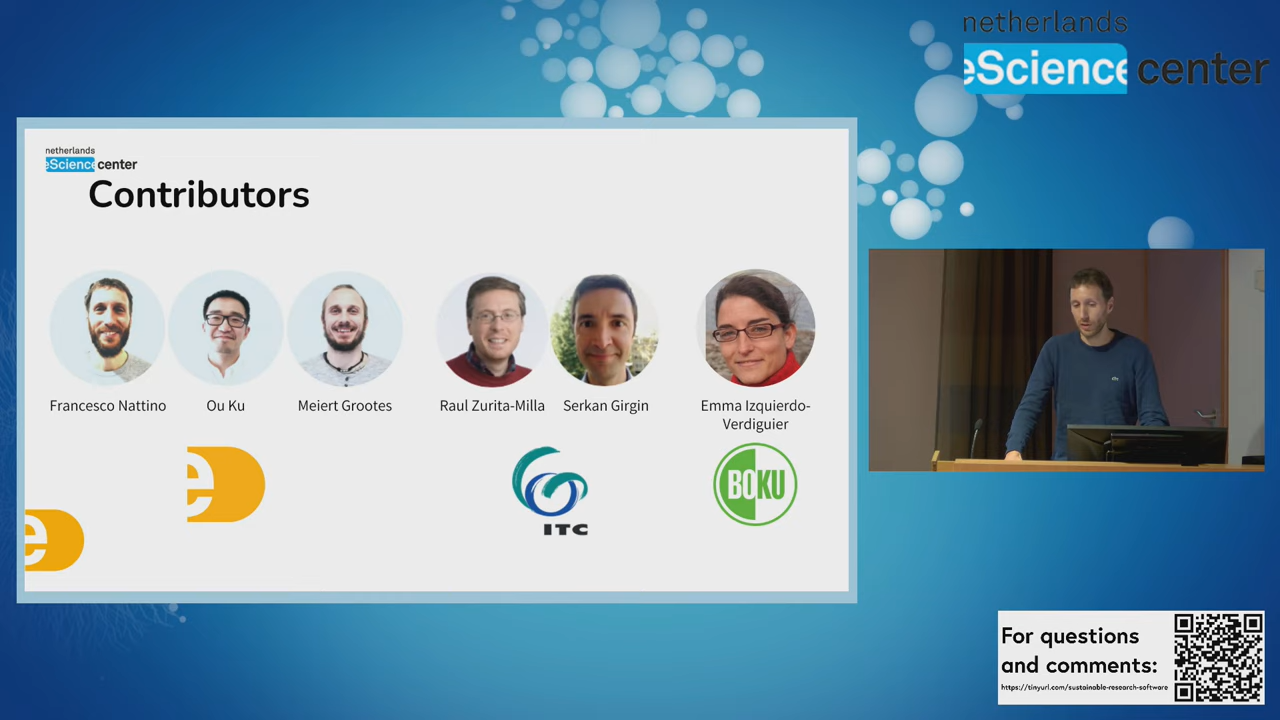 netherlands
eScience center
netherlands
eScience center
Contributors
Francesco Nattino
Ou Ku
Meiert Grootes
Raul Zurita-Milla
Serkan Girgin
Emma Izquierdo-
Verdiguier
e
ITC
BOKU
e
For questions
and comments:
https://tinyurl.com/sustainable-research-software